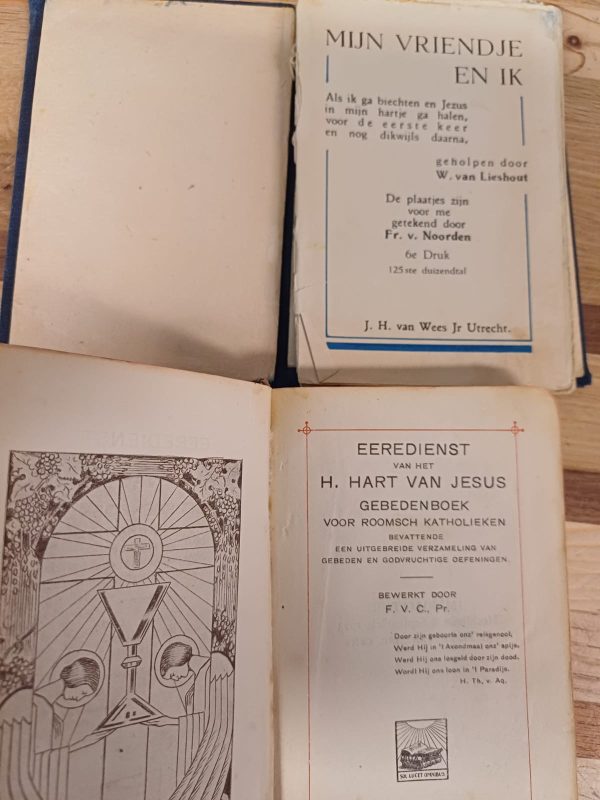 MIJN VRIENDJE
EN IK
Als ik ga biechten en Jezus
in mijn hartje ga halen,
voor de eerste keer
en nog dikwijls daarna,
geholpen door
W. van Lieshout
De plaatjes zijn
voor me
getekend door
Fr. v. Noorden
6e Druk
125ste duizendtal
J. H. van Wees Jr Utrecht.
EEREDIENST
VAN HET
H. HART VAN JESUS
GEBEDENBOEK
VOOR ROOMSCH KATHOLIEKEN
BEVATTENDE
EEN UITGEBREIDE VERZAMELING VAN
GEBEDEN EN GODVRUCHTIGE OEFENINGEN.
BEWERKT DOOR
F. V. C., Pr.
Door zijn geboorte ons' reisgenoot,
Werd Hij in 't Avondmaal ons' spijs,
Werd Hij ons losgeld door zijn dood.
Wordt Hij ons loon in 't Paradijs.
H. Th. v. Aq.
LUCET OMNIBUS